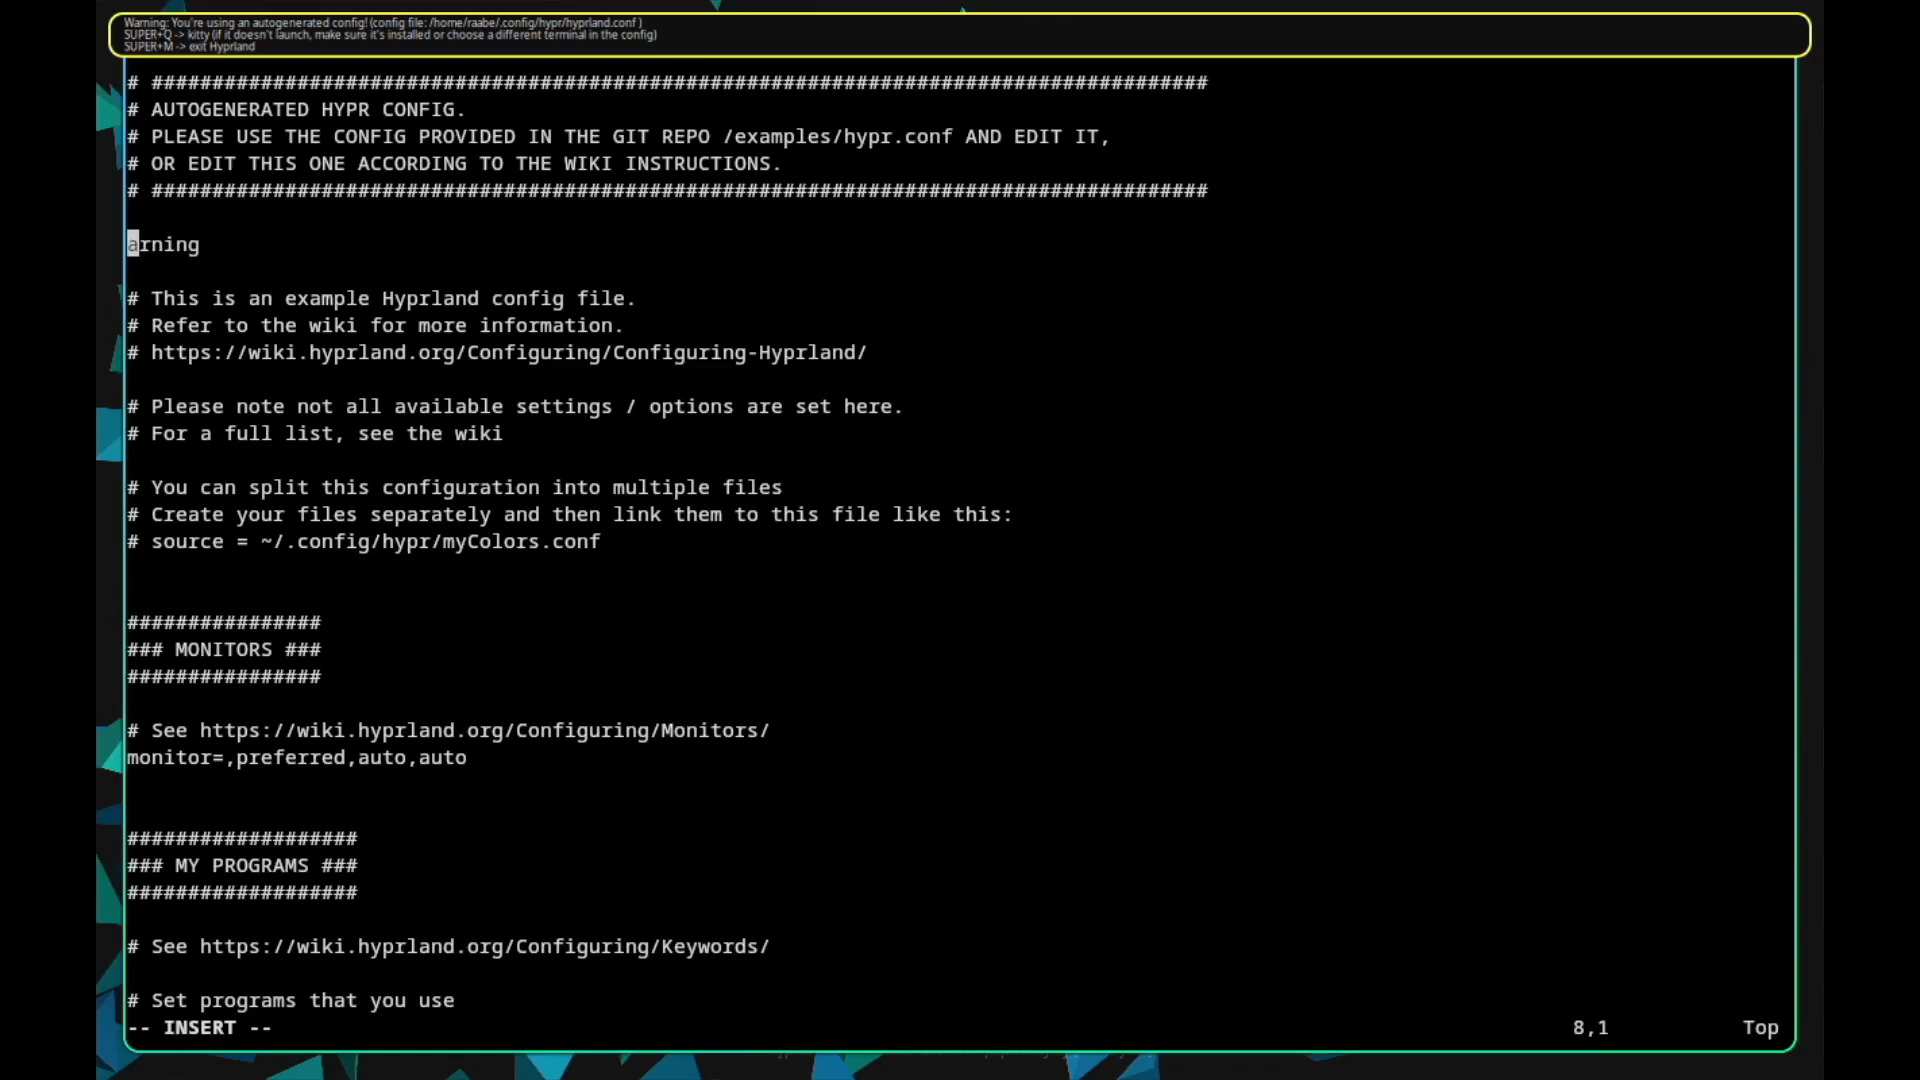 Warning: You're using an autogenerated config! (config file: /home/raabe/.config/hypr/hyprland.conf )
SUPER+Q -> kitty (if it doesn't launch, make sure it's installed or choose a different terminal in the config)
SUPER+M -> exit Hyprland
# #######################################################################################
# AUTOGENERATED HYPR CONFIG.
# PLEASE USE THE CONFIG PROVIDED IN THE GIT REPO /examples/hypr.conf AND EDIT IT,
# OR EDIT THIS ONE ACCORDING TO THE WIKI INSTRUCTIONS.
# #######################################################################################
arning
# This is an example Hyprland config file.
# Refer to the wiki for more information.
# https://wiki.hyprland.org/Configuring/Configuring-Hyprland/
# Please note not all available settings / options are set here.
# For a full list, see the wiki
# You can split this configuration into multiple files
# Create your files separately and then link them to this file like this:
# source = ~/.config/hypr/myColors.conf
################
### MONITORS ###
################
# See https://wiki.hyprland.org/Configuring/Monitors/
monitor=,preferred,auto,auto
###################
### MY PROGRAMS ###
###################
# See https://wiki.hyprland.org/Configuring/Keywords/
# Set programs that you use
-- INSERT -- 8,1 Top